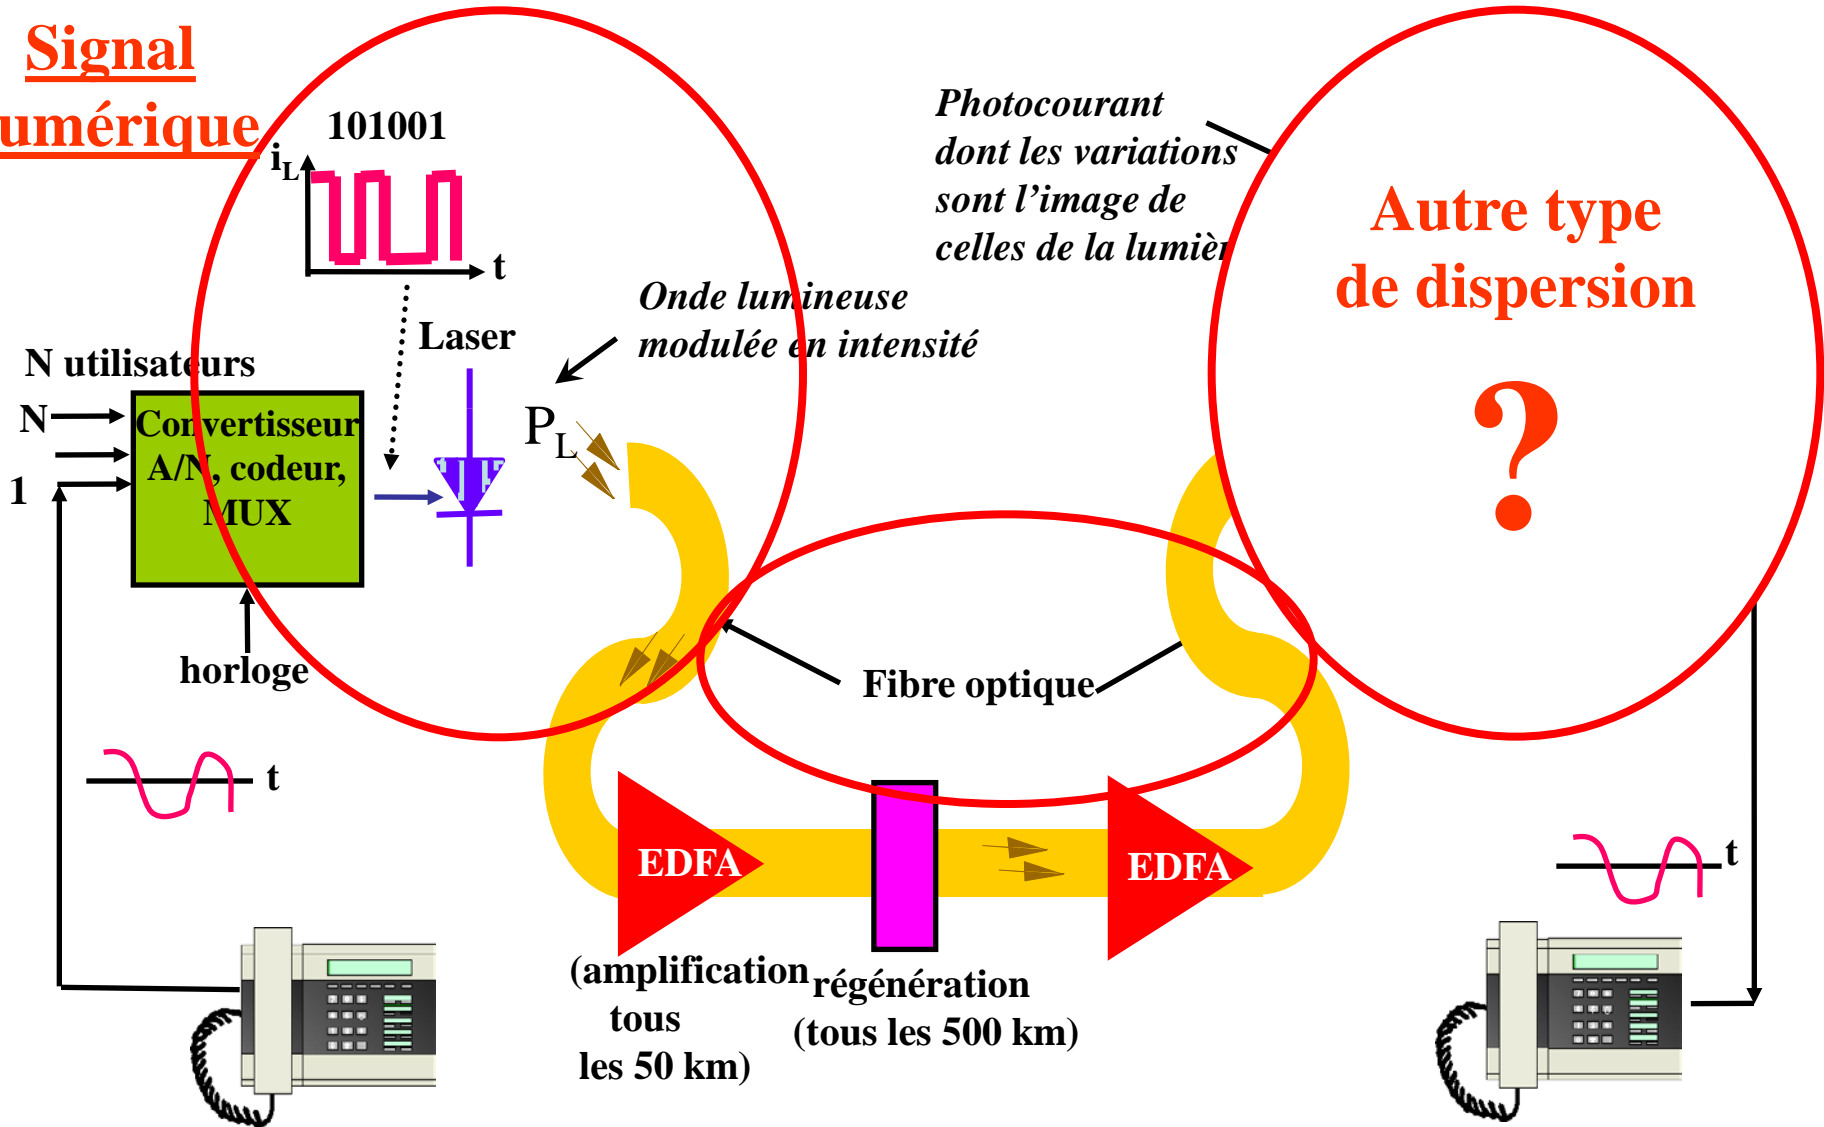 Signal
umérique
101001
i_L
t
Photocourant
dont les variations
sont l'image de
celles de la lumièr
Autre type
de dispersion
?
Onde lumineuse
modulée en intensité
Laser
N utilisateurs
N
1
Convertisseur
A/N, codeur,
MUX
P_L
horloge
Fibre optique
t
EDFA
EDFA
t
(amplification
tous
les 50 km)
régénération
(tous les 500 km)